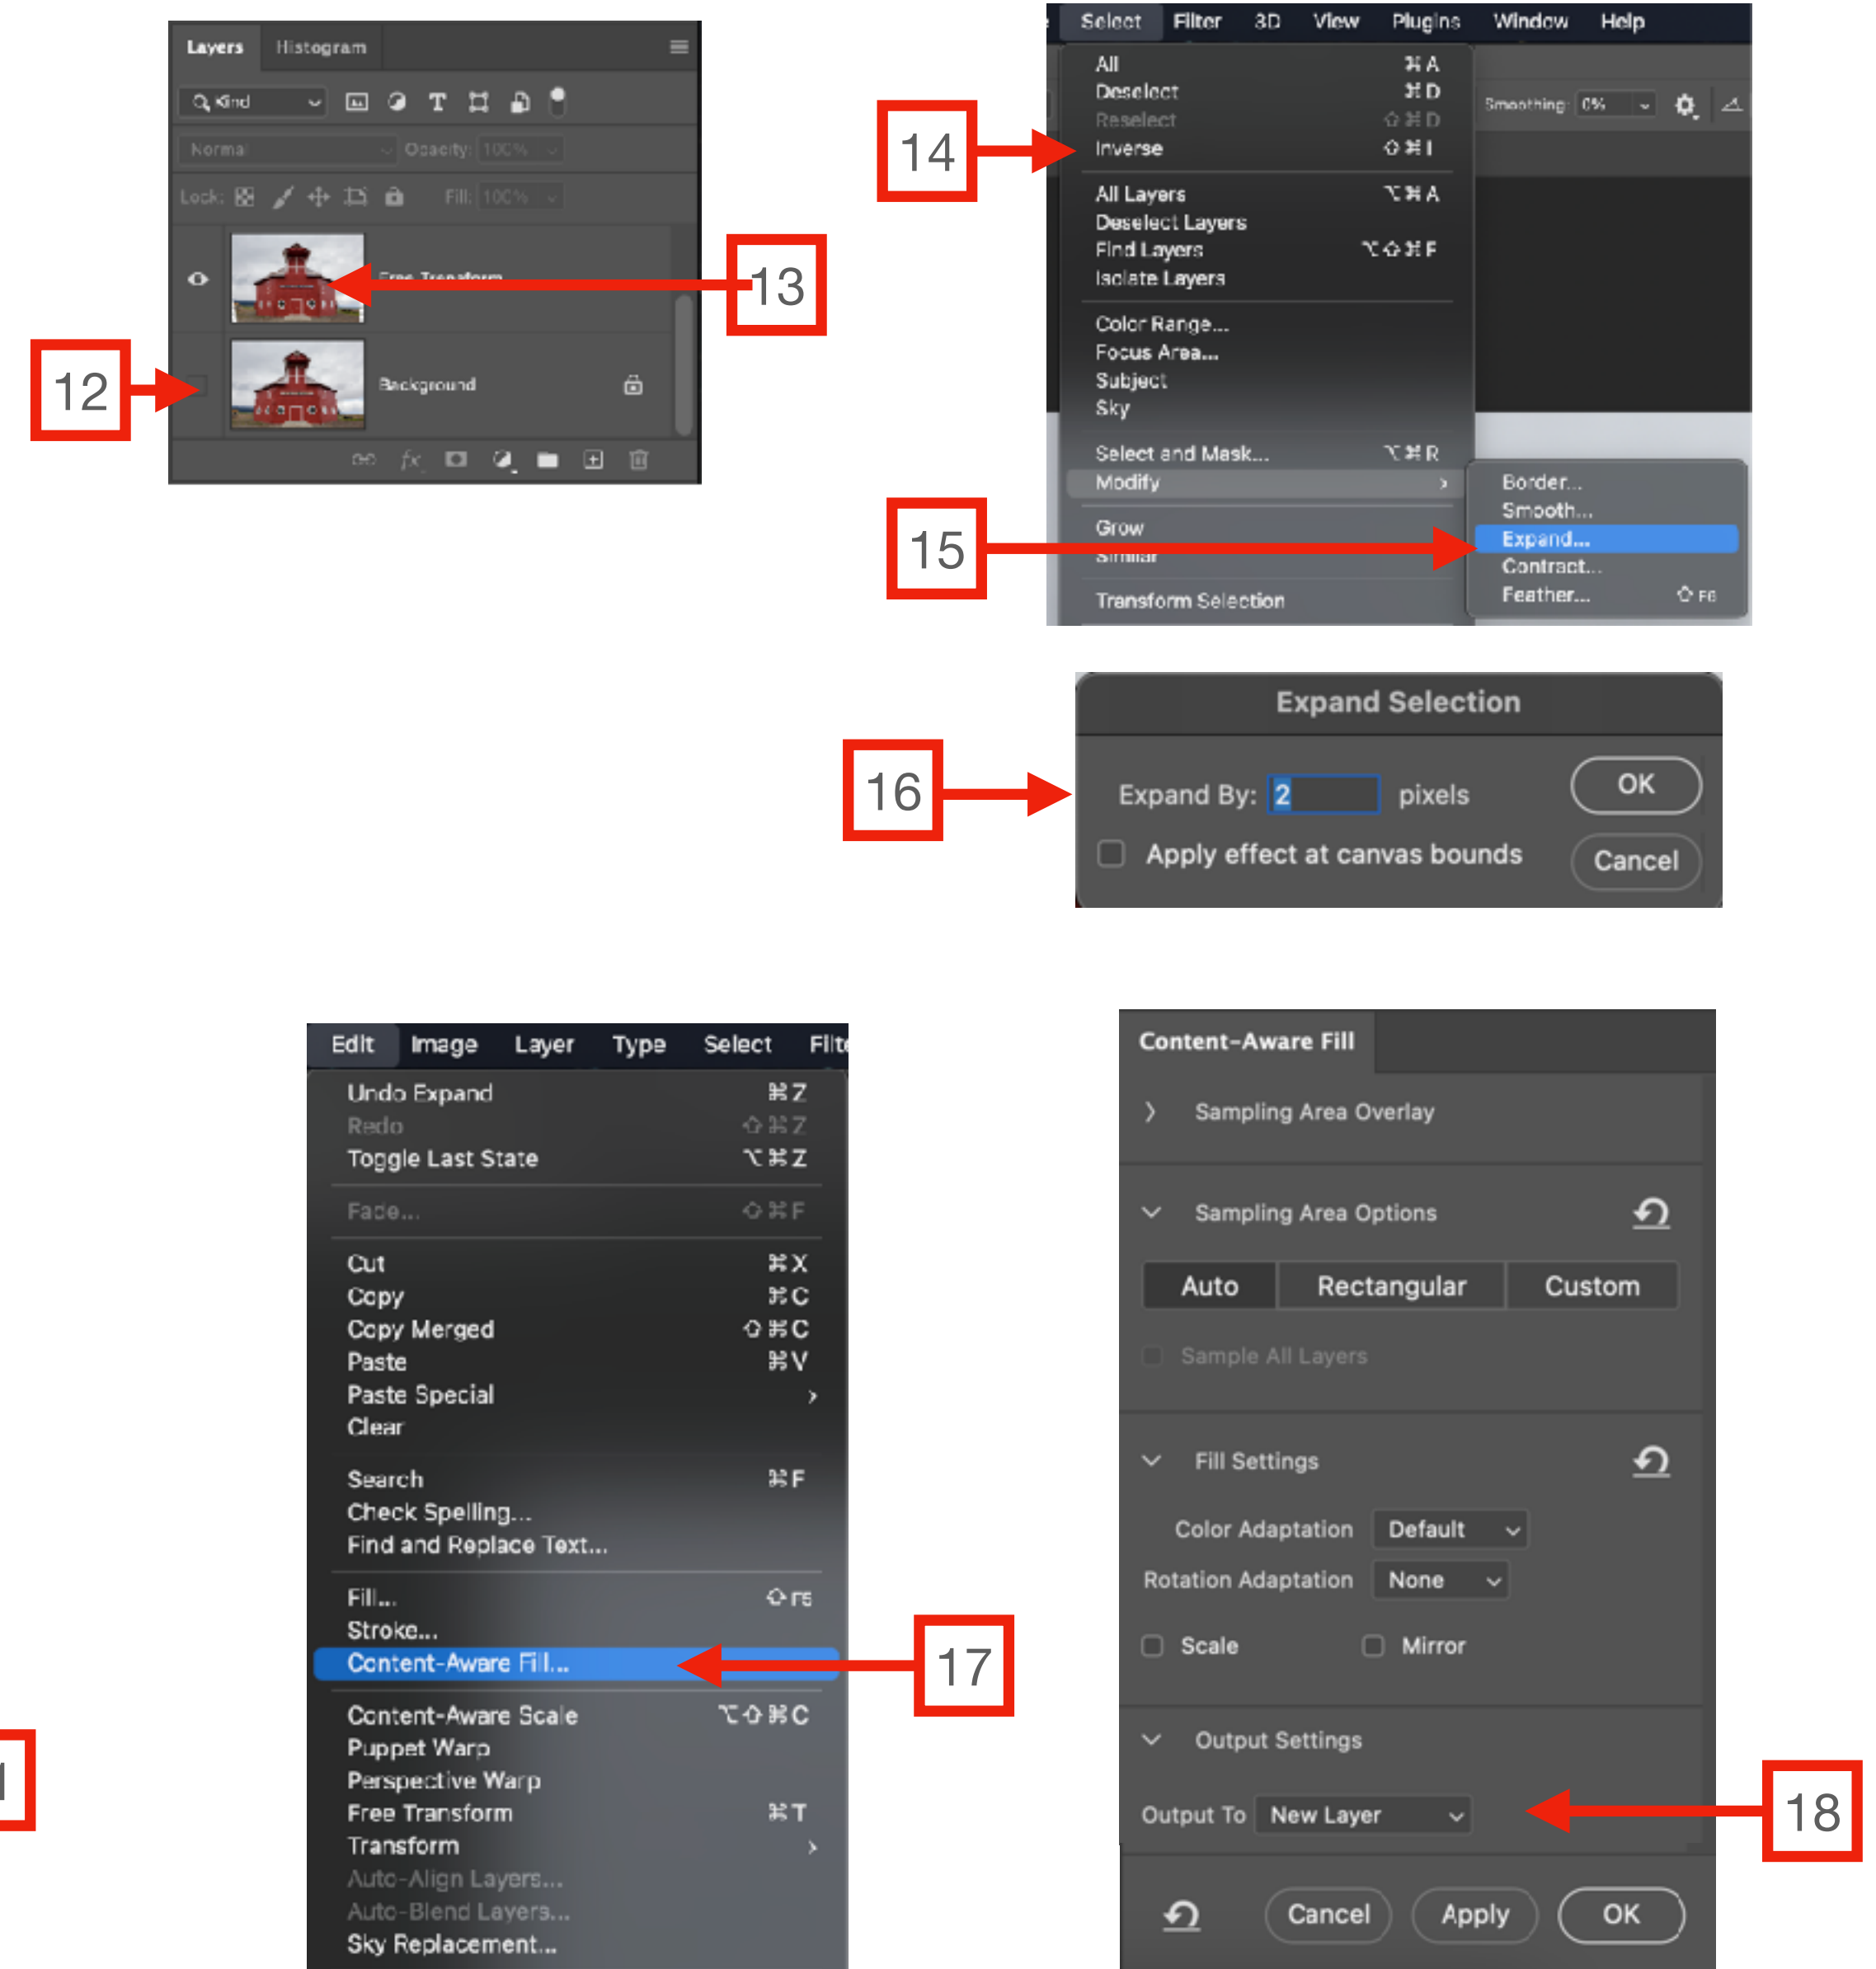 Layers Histogram
Kind
Normal Opacity: 100%
Lock: Fill: 100%
Free Transform
13
12
Background
fx
Select Filter 3D View Plugins Window Help
All ⌘ A
Deselect ⌘ D
Smoothing: 0%
Reselect ⇧ ⌘ D
14
Inverse ⇧ ⌘ I
All Layers ⌥ ⌘ A
Deselect Layers
Find Layers ⌥ ⇧ ⌘ F
Isolate Layers
Color Range...
Focus Area...
Subject
Sky
Select and Mask... ⌥ ⌘ R
Modify >
Border...
Smooth...
Grow
Expand...
15
Similar
Contract...
Feather... ⇧ F6
Transform Selection
Expand Selection
16
Expand By: 2 pixels
OK
Apply effect at canvas bounds
Cancel
Edit Image Layer Type Select Filte
Undo Expand ⌘ Z
Redo ⇧ ⌘ Z
Toggle Last State ⌥ ⌘ Z
Fade... ⇧ ⌘ F
Cut ⌘ X
Copy ⌘ C
Copy Merged ⇧ ⌘ C
Paste ⌘ V
Paste Special >
Clear
Search ⌘ F
Check Spelling...
Find and Replace Text...
Fill... ⇧ F5
Stroke...
Content-Aware Fill...
17
Content-Aware Scale ⌥ ⇧ ⌘ C
Puppet Warp
Perspective Warp
Free Transform ⌘ T
Transform >
Auto-Align Layers...
Auto-Blend Layers...
Sky Replacement...
Content-Aware Fill
Sampling Area Overlay
Sampling Area Options
Auto Rectangular Custom
Sample All Layers
Fill Settings
Color Adaptation Default
Rotation Adaptation None
Scale Mirror
Output Settings
Output To New Layer
18
Cancel Apply OK